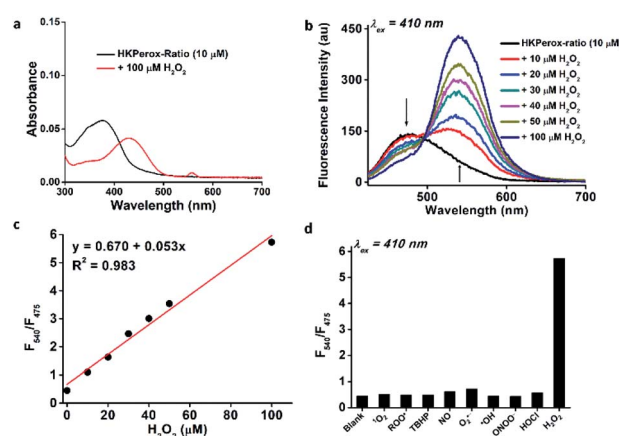 a
0.15
0.10
0.05
0.00
300
400
500
600
700
Absorbance
Wavelength (nm)
HKPerox-Ratio (10 μM)
+ 100 μM H₂O₂
b
λex = 410 nm
450
300
150
0
500
600
700
Fluorescence Intensity (au)
Wavelength (nm)
HKPerox-ratio (10 μM)
+ 10 μM H₂O₂
+ 20 μM H₂O₂
+ 30 μM H₂O₂
+ 40 μM H₂O₂
+ 50 μM H₂O₂
+ 100 μM H₂O₂
c
y = 0.670 + 0.053x
R² = 0.983
6
5
4
3
2
1
0
0
20
40
60
80
100
F₅₄₀/F₄₇₅
H₂O₂ (μM)
d
λex = 410 nm
6
5
4
3
2
1
0
F₅₄₀/F₄₇₅
Blank
¹O₂
ROO•
TBHP
NO
O₂•⁻
•OH
ONOO⁻
HOCl
H₂O₂